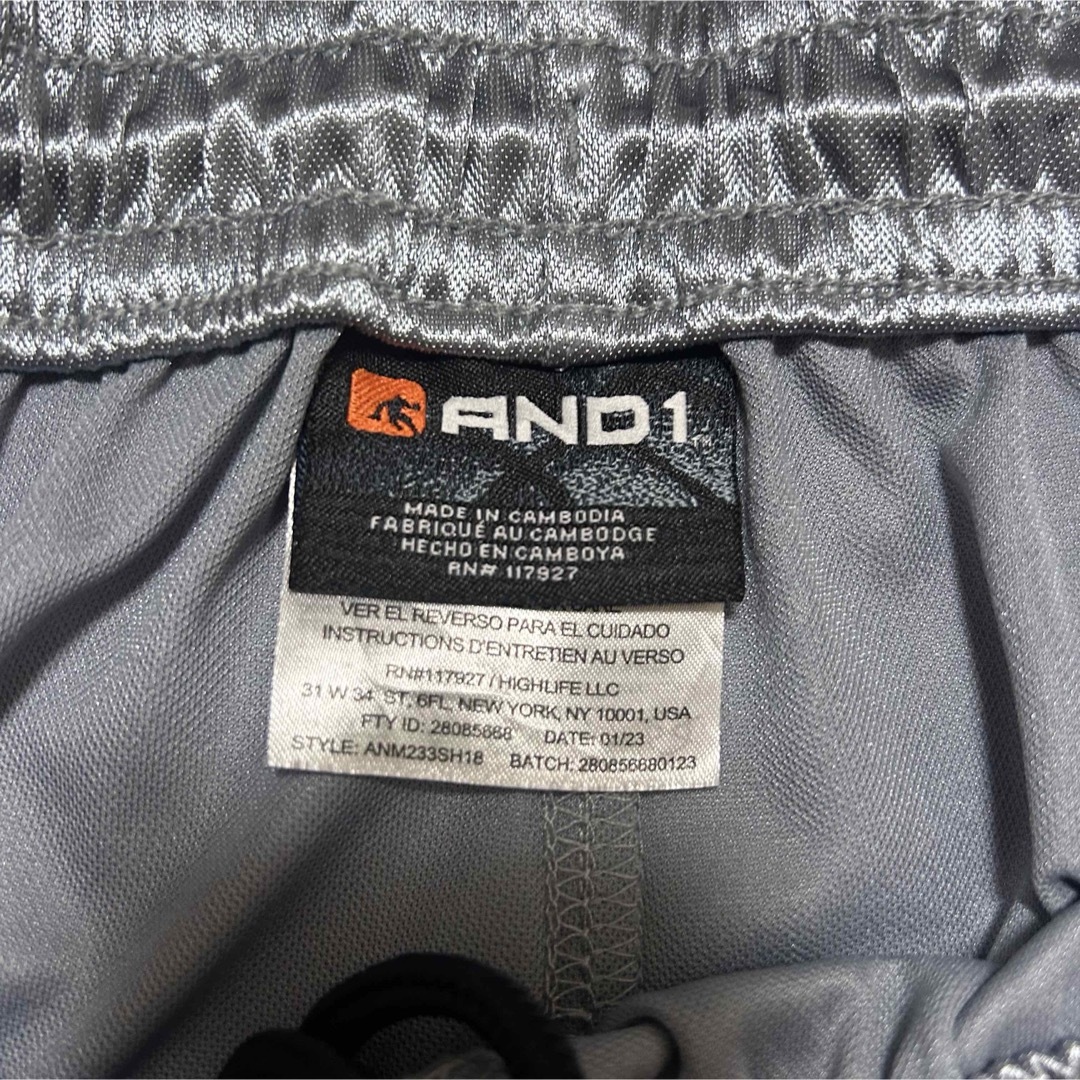 AND1
MADE IN CAMBODIA
FABRIQUÉ AU CAMBODGE
HECHO EN CAMBOYA
RN# 117927
VER EL REVERSO PARA EL CUIDADO
INSTRUCTIONS D'ENTRETIEN AU VERSO
RN#117927 / HIGHLIFE LLC
31 W 34 ST, 6FL, NEW YORK, NY 10001, USA
FTY ID: 28085668 DATE: 01/23
STYLE: ANM233SH18 BATCH: 280856680123